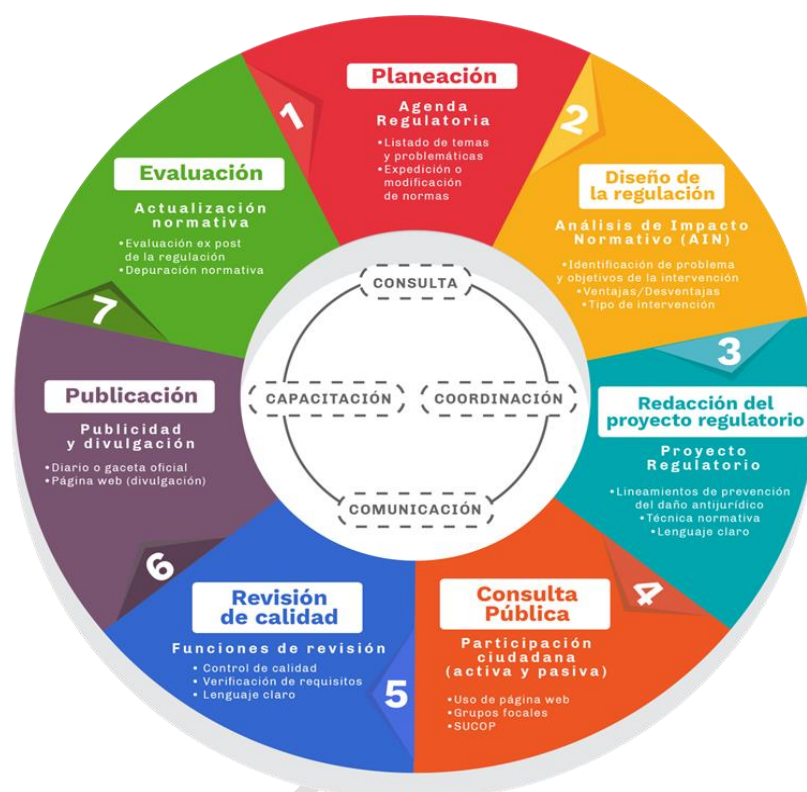 1
Planeación
Agenda
Regulatoria
•Listado de temas
y problemáticas
•Expedición o
modificación
de normas
2
Diseño de
la regulación
Análisis de Impacto
Normativo (AIN)
•Identificación de problema
y objetivos de la intervención
•Ventajas/Desventajas
•Tipo de intervención
3
Redacción del
proyecto regulatorio
Proyecto
Regulatorio
•Lineamientos de prevención
del daño antijurídico
•Técnica normativa
•Lenguaje claro
4
Consulta
Pública
Participación
ciudadana
(activa y pasiva)
•Uso de página web
•Grupos focales
•SUCOP
5
Revisión
de calidad
Funciones de revisión
• Control de calidad
• Verificación de requisitos
• Lenguaje claro
6
Publicación
Publicidad
y divulgación
•Diario o gaceta oficial
•Página web (divulgación)
7
Evaluación
Actualización
normativa
•Evaluación ex post
de la regulación
•Depuración normativa
CONSULTA
CAPACITACIÓN
COORDINACIÓN
COMUNICACIÓN